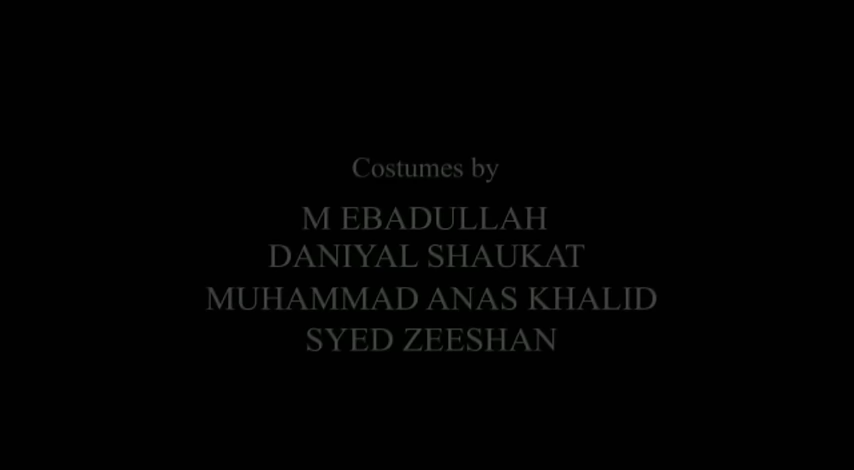 Costumes by
M EBADULLAH
DANIYAL SHAUKAT
MUHAMMAD ANAS KHALID
SYED ZEESHAN